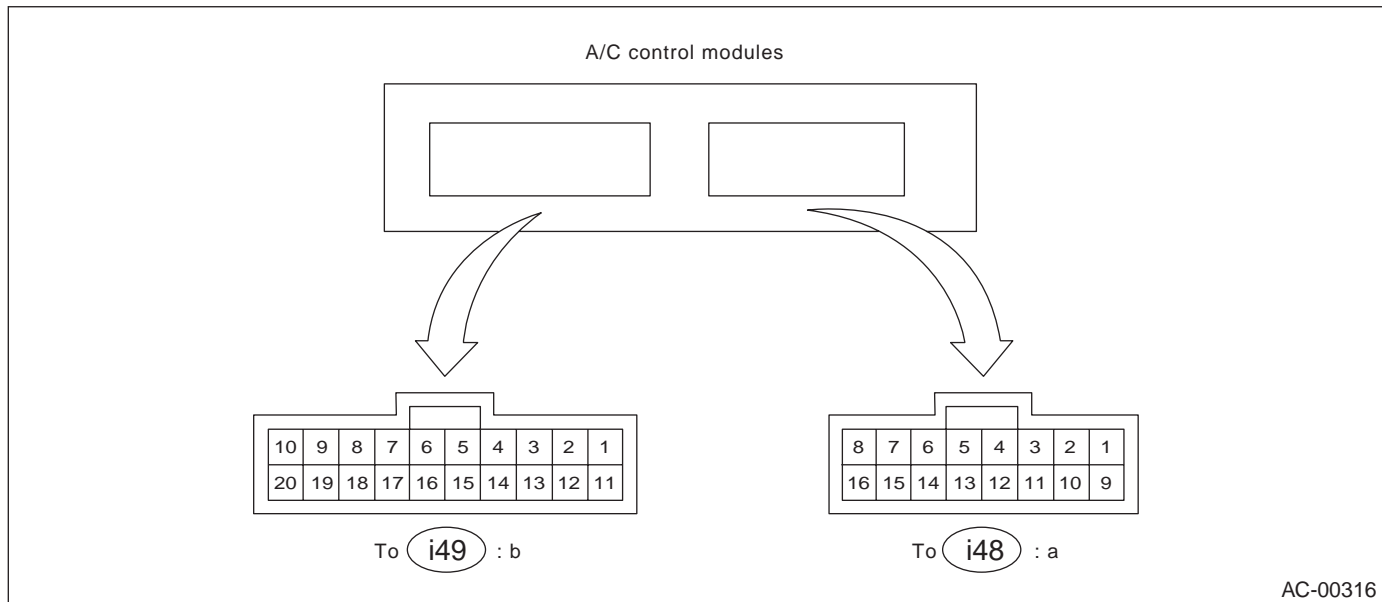 A/C control modules
10 9 8 7 6 5 4 3 2 1
20 19 18 17 16 15 14 13 12 11
To i49 : b
8 7 6 5 4 3 2 1
16 15 14 13 12 11 10 9
To i48 : a
AC-00316